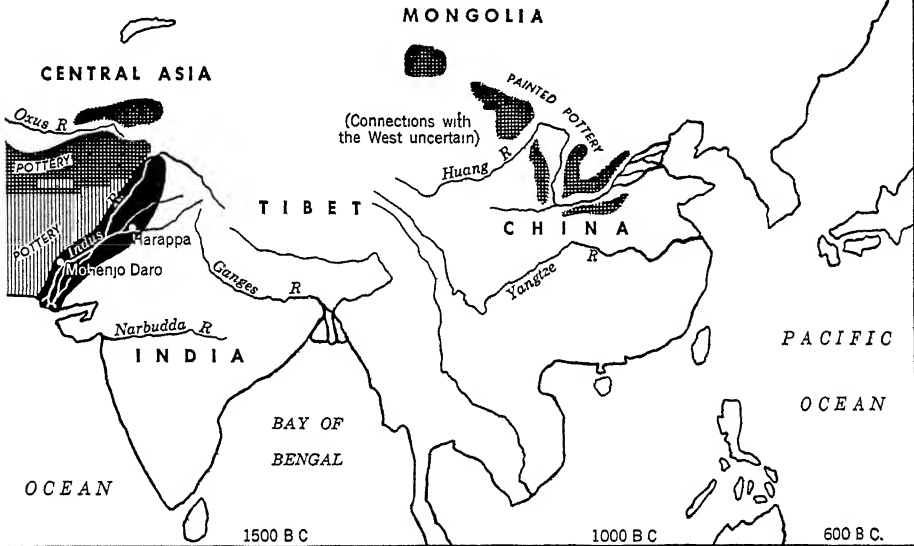 MONGOLIA
CENTRAL ASIA
PAINTED POTTERY
(Connections with
the West uncertain)
Oxus R
POTTERY
Huang R
TIBET
CHINA
POTTERY
Indus R
Harappa
Mohenjo Daro
Ganges R
Yangtze R
Narbudda R
INDIA
PACIFIC
OCEAN
BAY OF
BENGAL
OCEAN
1500 B C
1000 B C
600 B C.